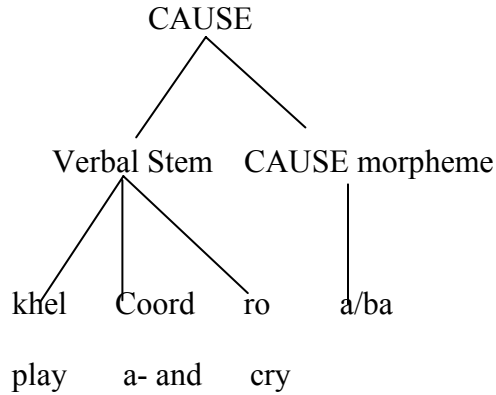 CAUSE
Verbal Stem CAUSE morpheme
khel Coord ro a/ba
play a- and cry